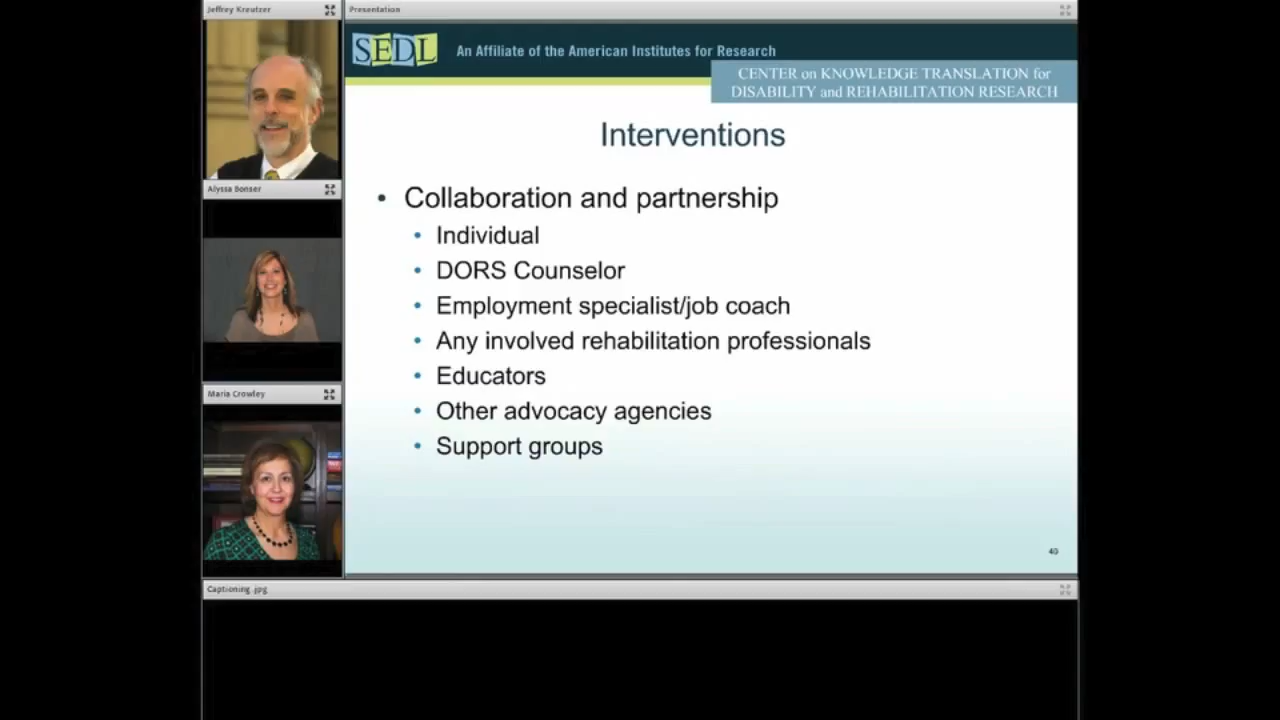 Jeffrey Kreutzer
Presentation
SEDL
An Affiliate of the American Institutes for Research
CENTER on KNOWLEDGE TRANSLATION for
DISABILITY and REHABILITATION RESEARCH
Interventions
• Collaboration and partnership
• Individual
• DORS Counselor
• Employment specialist/job coach
• Any involved rehabilitation professionals
• Educators
• Other advocacy agencies
• Support groups
49
Alyssa Bonser
Maria Crowley
Captioning .jpg